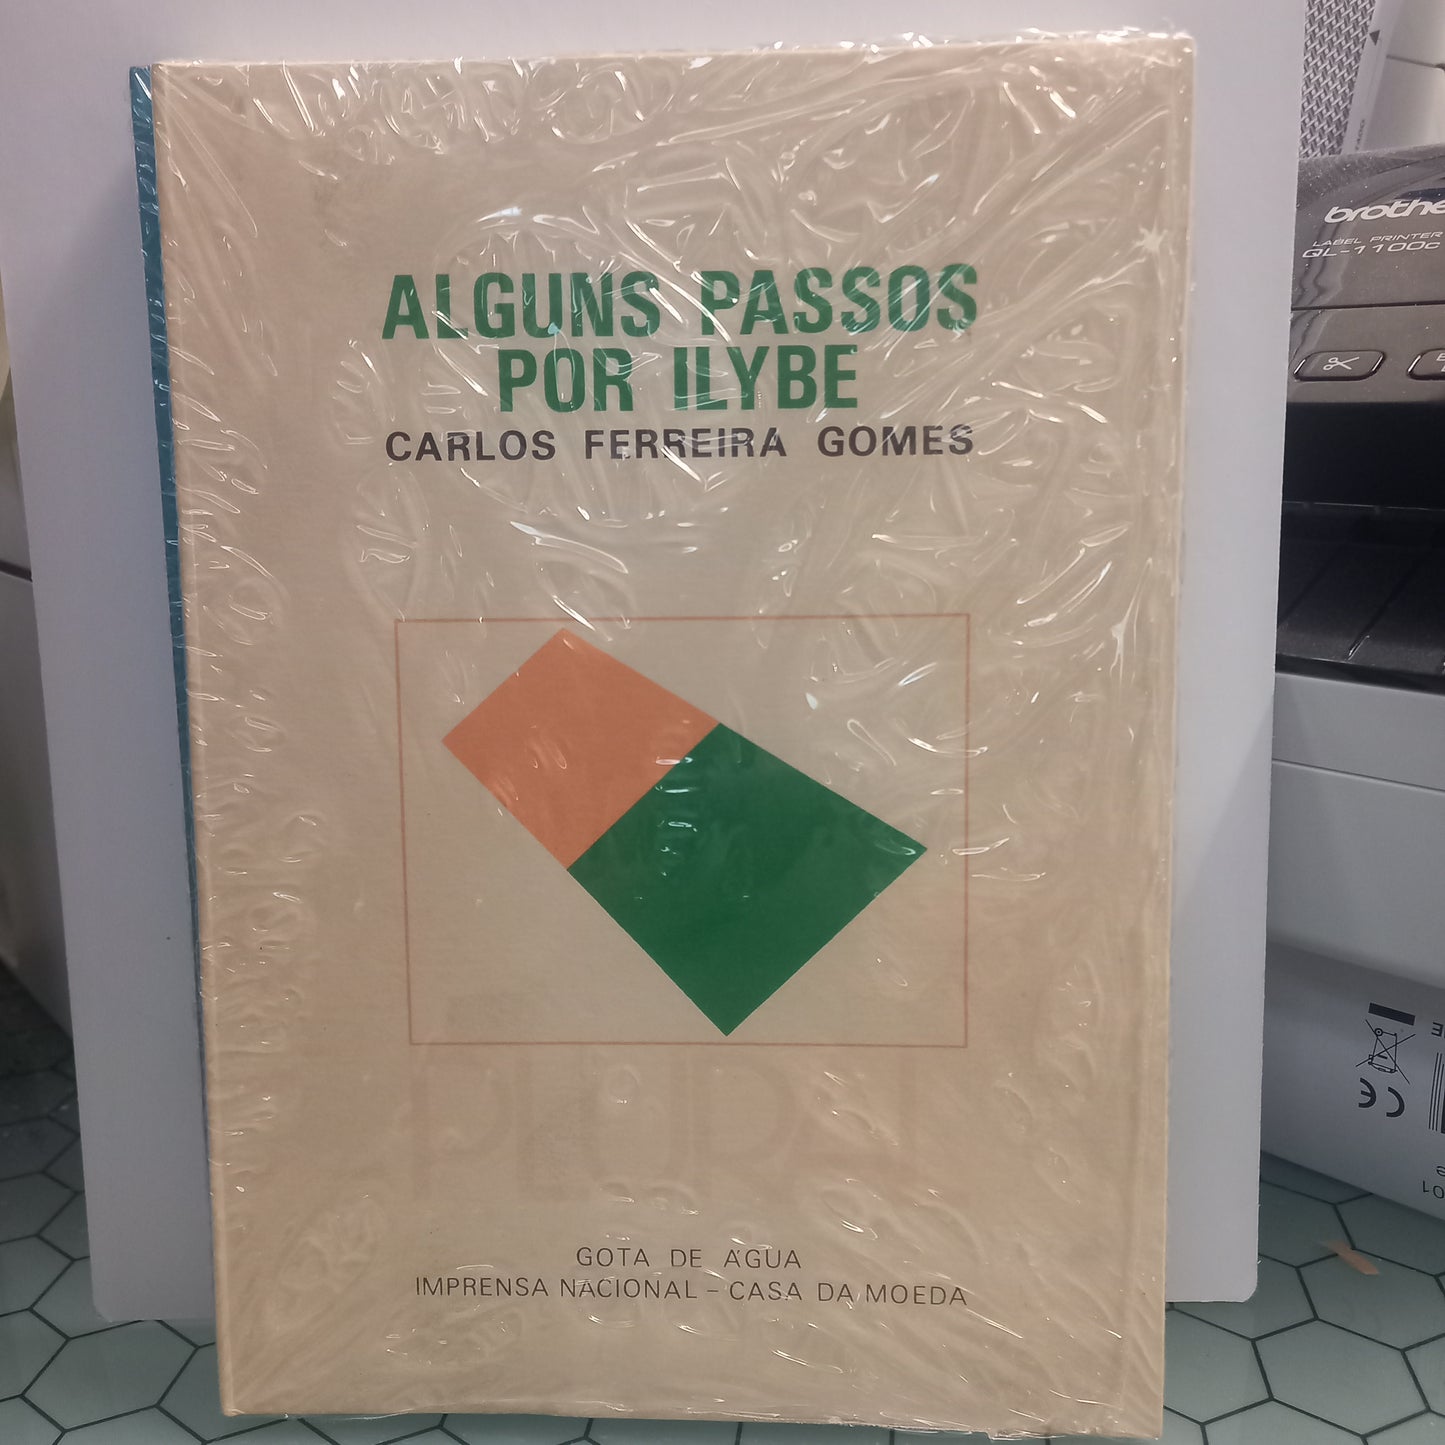 ALGUNS PASSOS
POR ILYBE
CARLOS FERREIRA GOMES
GOTA DE ÁGUA
IMPRENSA NACIONAL – CASA DA MOEDA
LABEL PRINTER
QL-1100c
CE